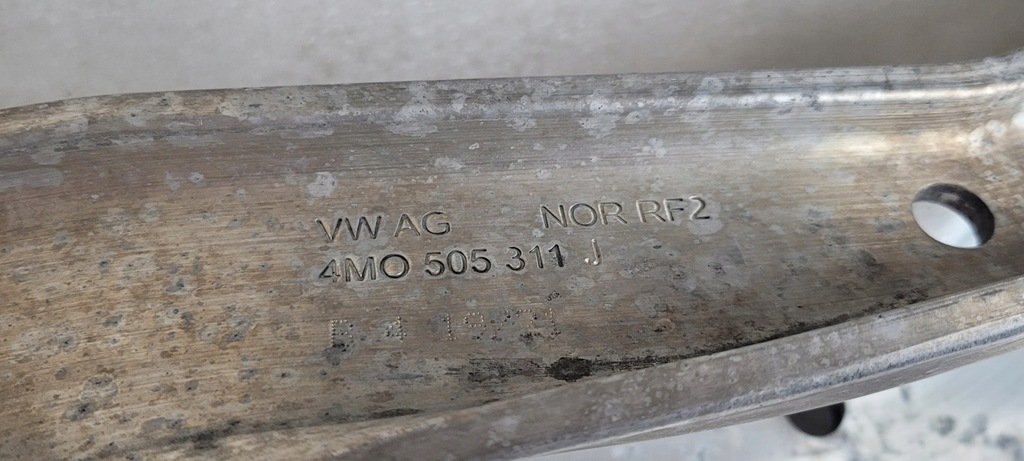 VW AG NOR RF2
4M0 505 311 J